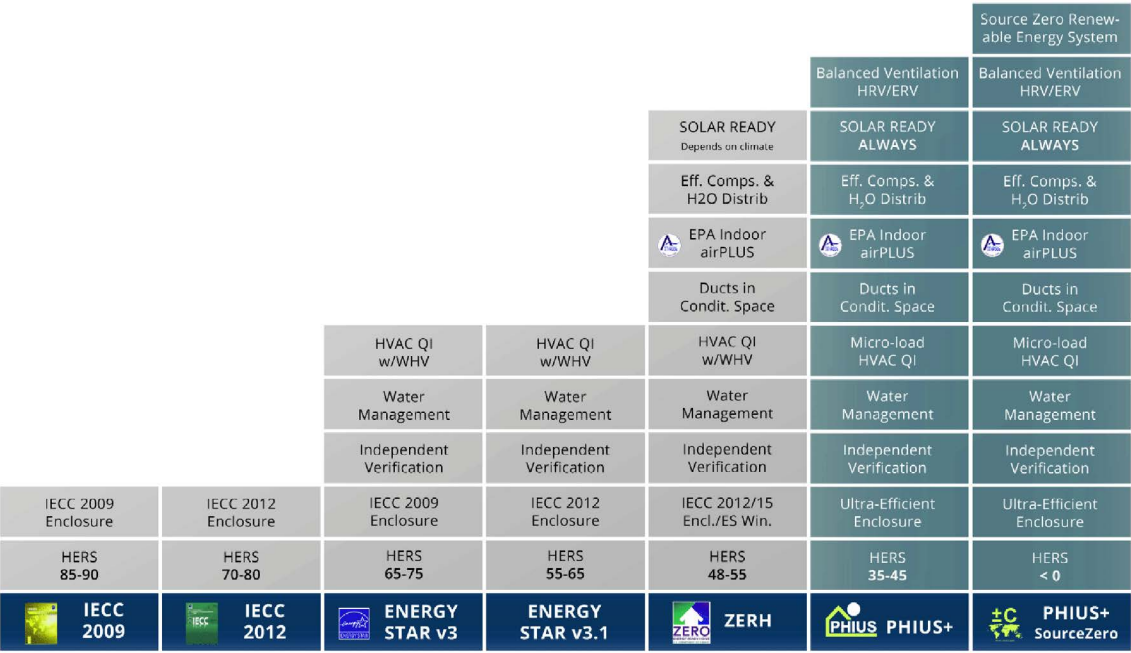 Source Zero Renew-
able Energy System
Balanced Ventilation
HRV/ERV
Balanced Ventilation
HRV/ERV
SOLAR READY
Depends on climate
SOLAR READY
ALWAYS
SOLAR READY
ALWAYS
Eff. Comps. &
H2O Distrib
Eff. Comps. &
H₂O Distrib
Eff. Comps. &
H₂O Distrib
EPA Indoor
airPLUS
EPA Indoor
airPLUS
EPA Indoor
airPLUS
Ducts in
Condit. Space
Ducts in
Condit. Space
Ducts in
Condit. Space
HVAC QI
w/WHV
HVAC QI
w/WHV
HVAC QI
w/WHV
Micro-load
HVAC QI
Micro-load
HVAC QI
Water
Management
Water
Management
Water
Management
Water
Management
Water
Management
Independent
Verification
Independent
Verification
Independent
Verification
Independent
Verification
Independent
Verification
IECC 2009
Enclosure
IECC 2012
Enclosure
IECC 2009
Enclosure
IECC 2012
Enclosure
IECC 2012/15
Encl./ES Win.
Ultra-Efficient
Enclosure
Ultra-Efficient
Enclosure
HERS
85-90
HERS
70-80
HERS
65-75
HERS
55-65
HERS
48-55
HERS
35-45
HERS
< 0
IECC
2009
IECC
IECC
2012
ENERGY STAR
ENERGY
STAR v3
ENERGY
STAR v3.1
ZERO
ZERH
PHIUS
PHIUS+
±C
PHIUS+
SourceZero